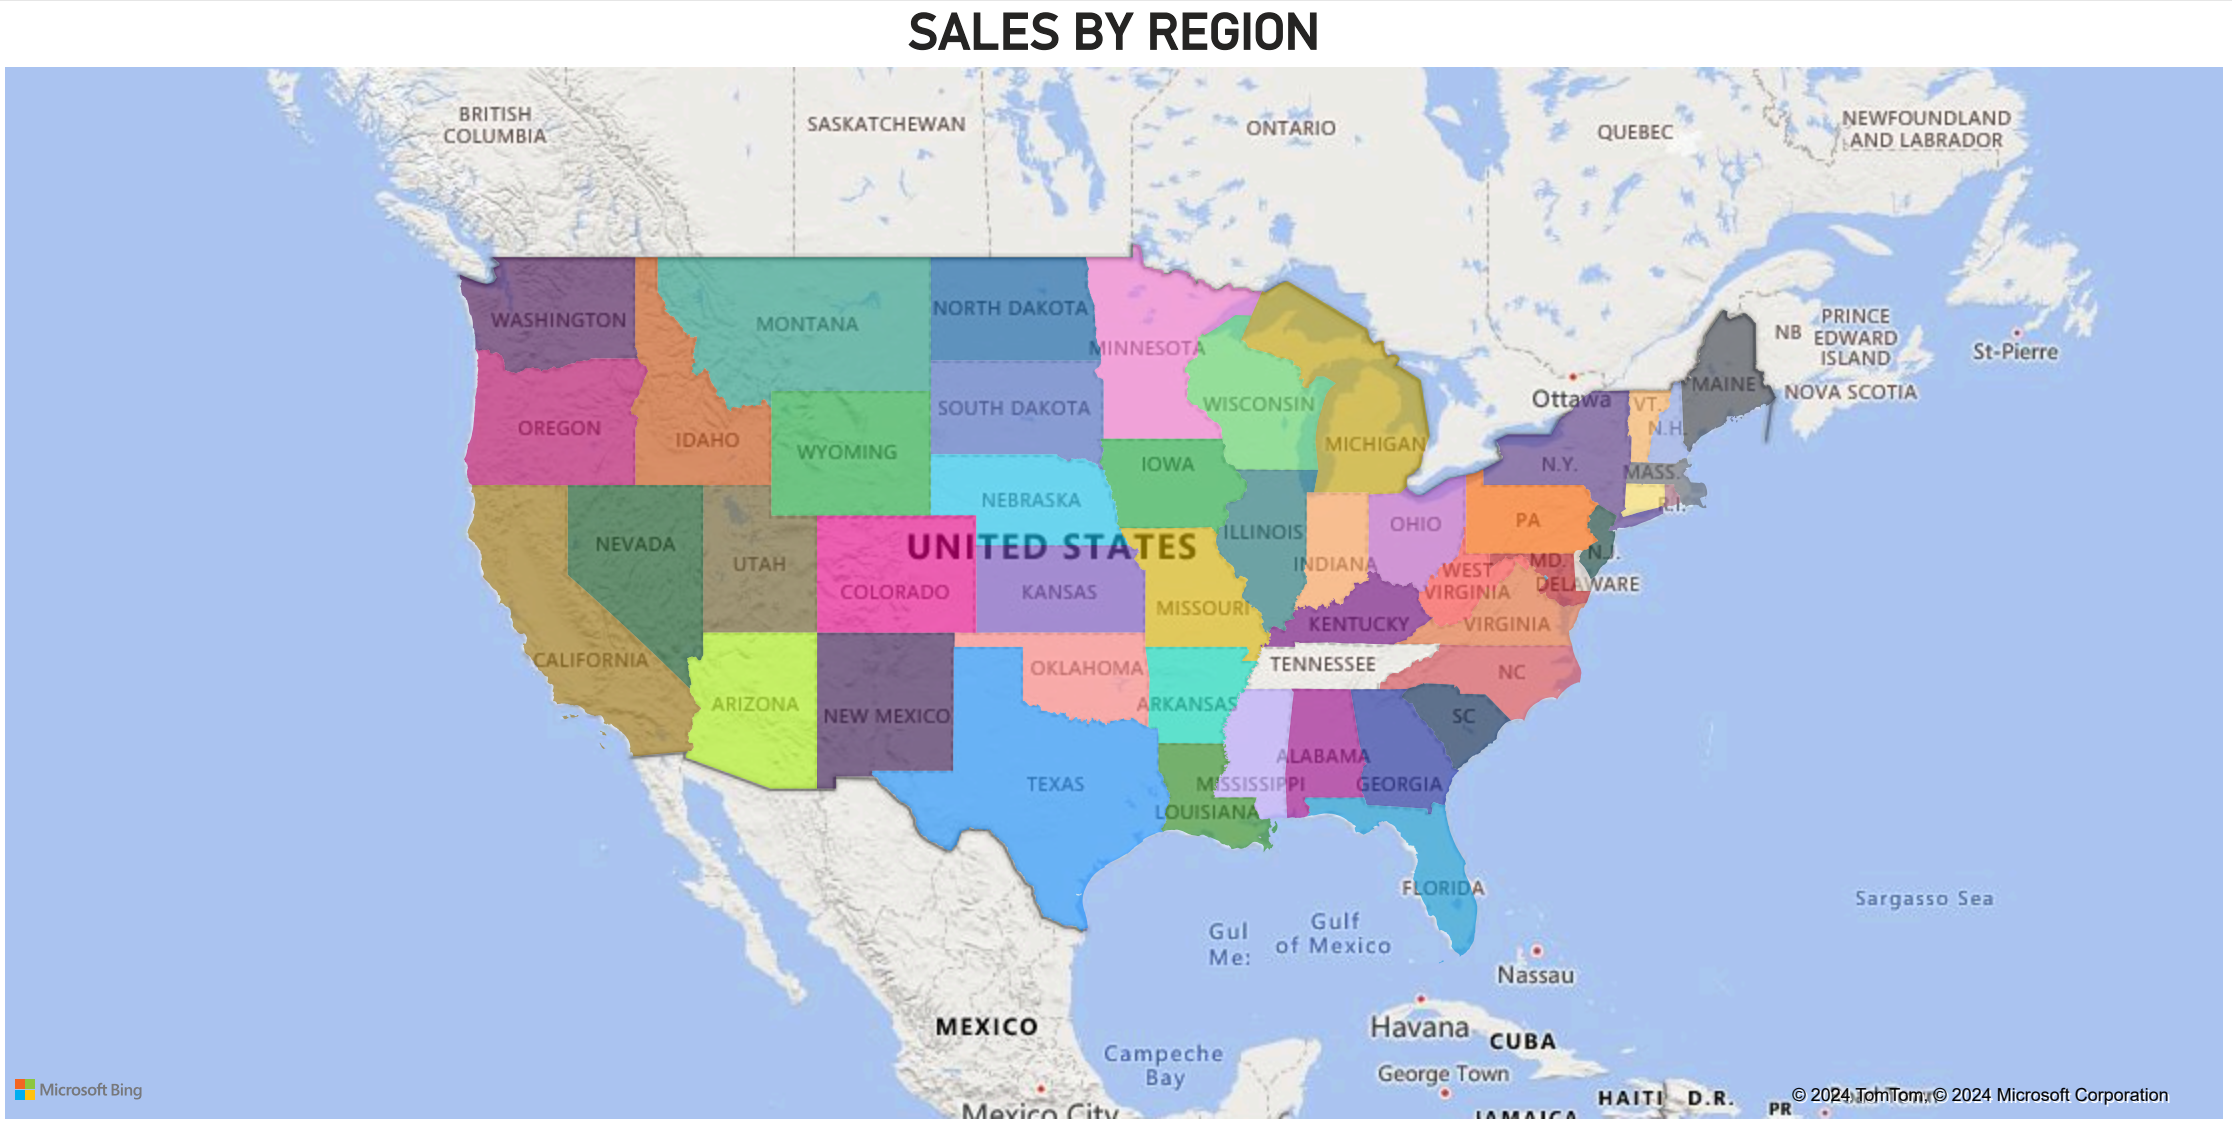 SALES BY REGION
BRITISH
COLUMBIA
SASKATCHEWAN
ONTARIO
QUEBEC
NEWFOUNDLAND
AND LABRADOR
WASHINGTON
MONTANA
NORTH DAKOTA
MINNESOTA
PRINCE
EDWARD
ISLAND
NB
St-Pierre
OREGON
IDAHO
WYOMING
SOUTH DAKOTA
WISCONSIN
MICHIGAN
Ottawa
VT.
N.H.
MAINE
NOVA SCOTIA
NEBRASKA
IOWA
N.Y.
MASS.
R.I.
NEVADA
UTAH
UNITED STATES
ILLINOIS
INDIANA
OHIO
PA
N.J.
MD.
DELAWARE
COLORADO
KANSAS
MISSOURI
WEST
VIRGINIA
KENTUCKY
VIRGINIA
CALIFORNIA
ARIZONA
NEW MEXICO
OKLAHOMA
ARKANSAS
TENNESSEE
NC
SC
TEXAS
ALABAMA
MISSISSIPPI
GEORGIA
LOUISIANA
FLORIDA
Gul
Me:
Gulf
of Mexico
Sargasso Sea
Nassau
MEXICO
Havana
CUBA
Campeche
Bay
George Town
Mexico City
HAITI
D.R.
PR
JAMAICA
Microsoft Bing
© 2024 TomTom, © 2024 Microsoft Corporation